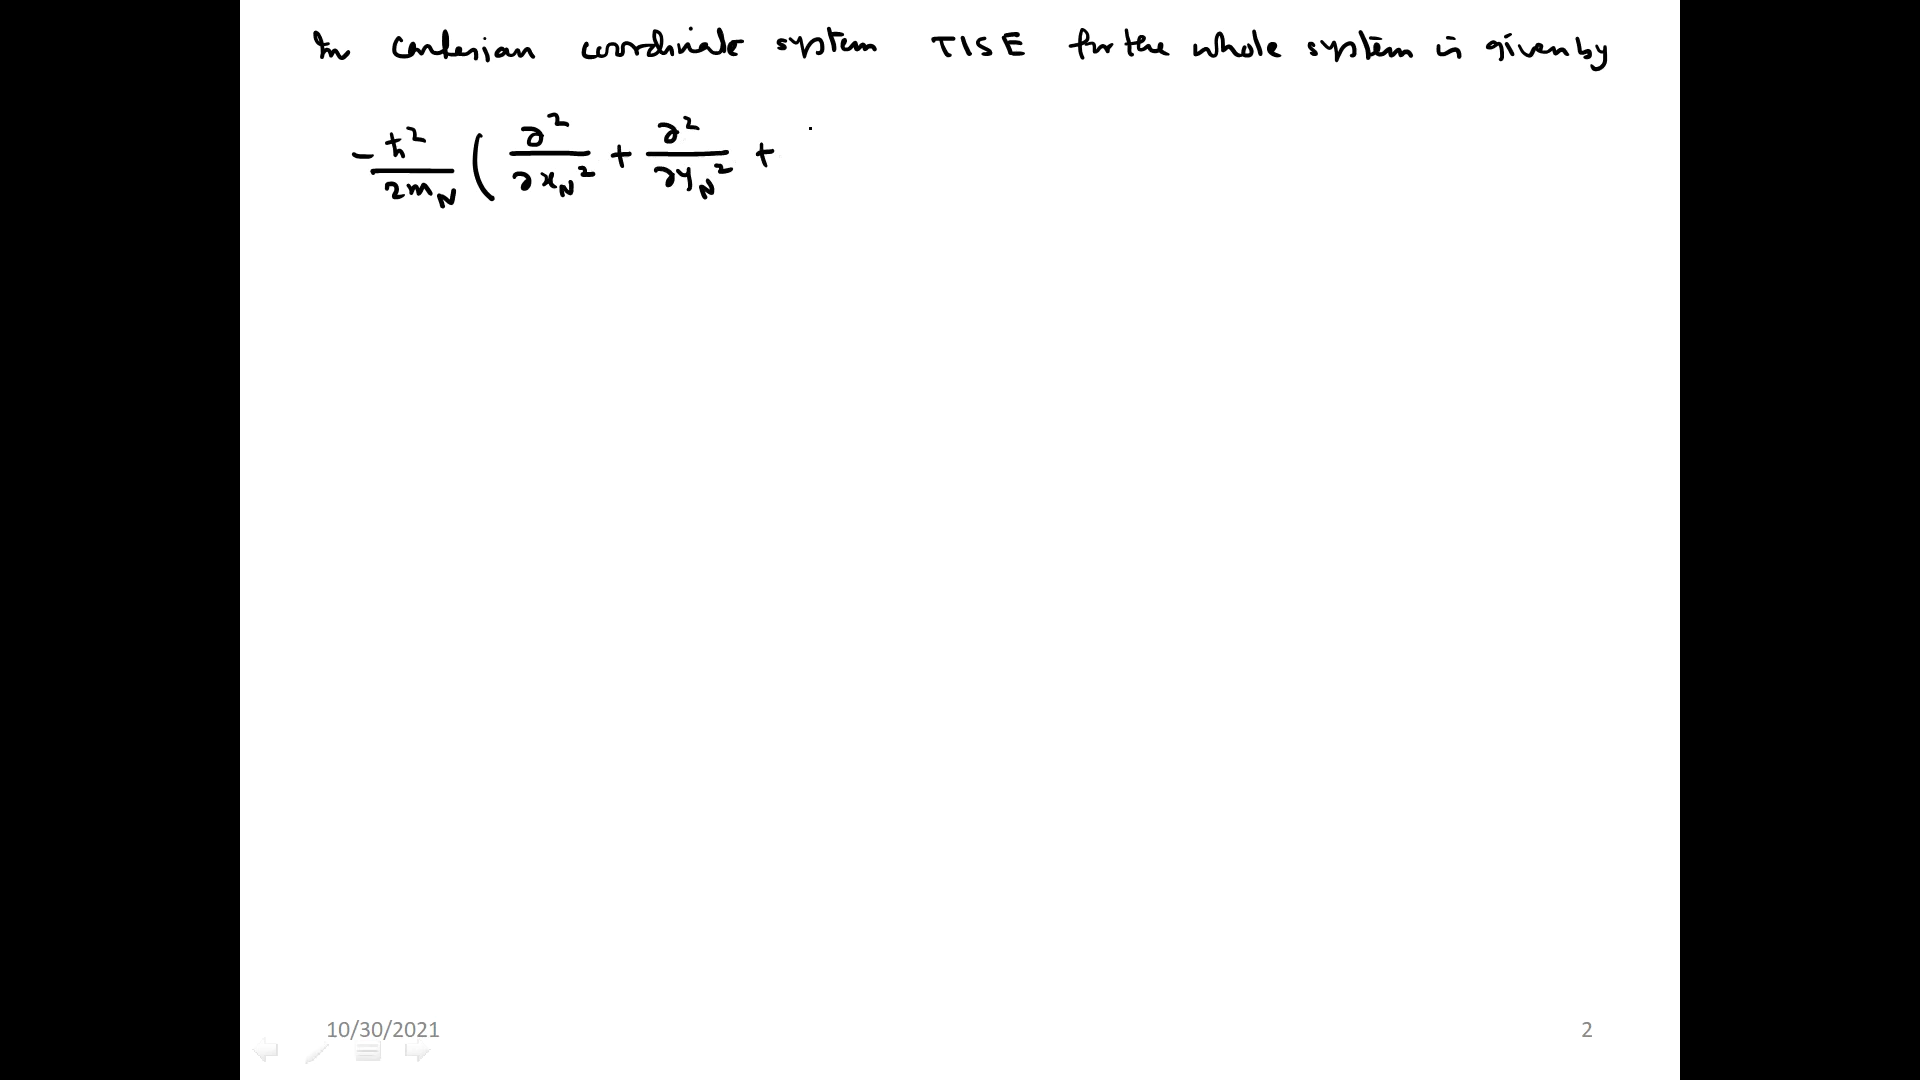 In cartesian coordinate system TISE for the whole system is given by
-ħ²/2m_N ( ∂²/∂x_N² + ∂²/∂y_N² +
10/30/2021
2